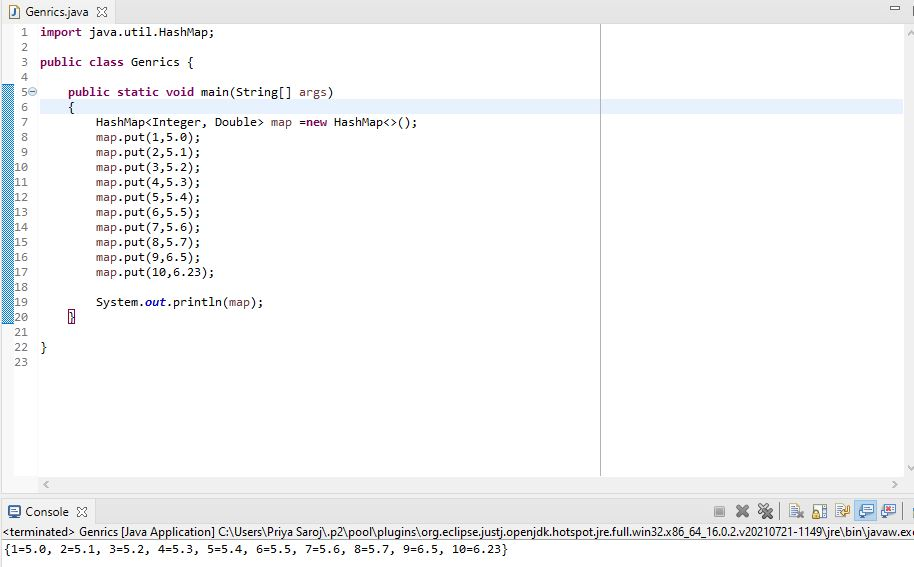 Genrics.java
1 import java.util.HashMap;
2
3 public class Genrics {
4
5 public static void main(String[] args)
6 {
7 HashMap<Integer, Double> map =new HashMap<>();
8 map.put(1,5.0);
9 map.put(2,5.1);
10 map.put(3,5.2);
11 map.put(4,5.3);
12 map.put(5,5.4);
13 map.put(6,5.5);
14 map.put(7,5.6);
15 map.put(8,5.7);
16 map.put(9,6.5);
17 map.put(10,6.23);
18
19 System.out.println(map);
20 }
21
22 }
23
Console
<terminated> Genrics [Java Application] C:\Users\Priya Saroj\.p2\pool\plugins\org.eclipse.justj.openjdk.hotspot.jre.full.win32.x86_64_16.0.2.v20210721-1149\jre\bin\javaw.exe
{1=5.0, 2=5.1, 3=5.2, 4=5.3, 5=5.4, 6=5.5, 7=5.6, 8=5.7, 9=6.5, 10=6.23}